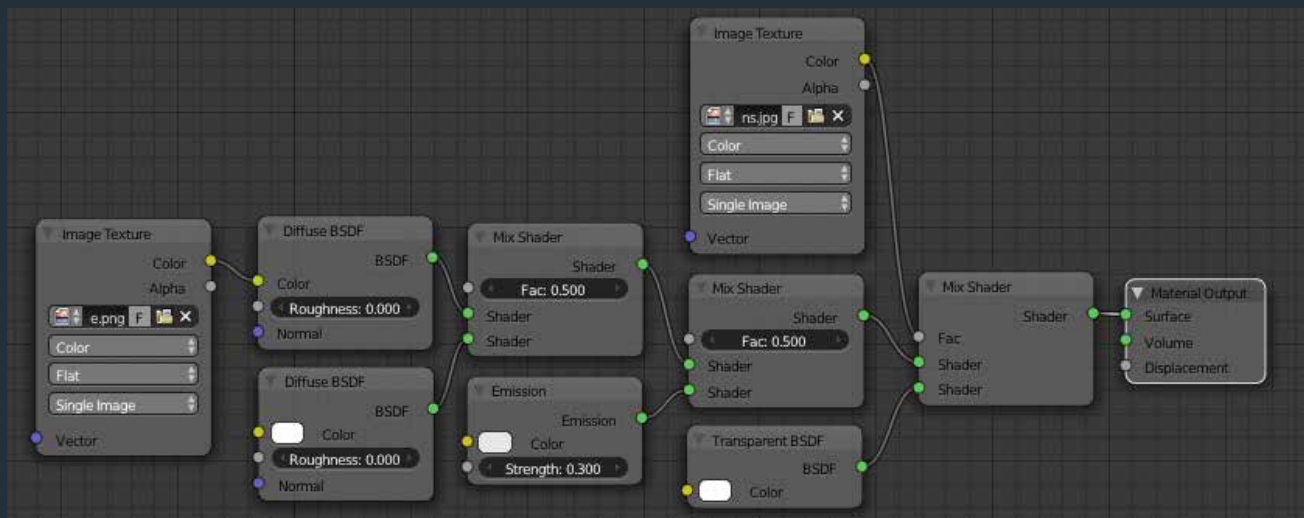 Image Texture
Color
Alpha
e.png F
Color
Flat
Single Image
Vector
Diffuse BSDF
BSDF
Color
Roughness: 0.000
Normal
Diffuse BSDF
BSDF
Color
Roughness: 0.000
Normal
Mix Shader
Shader
Fac: 0.500
Shader
Shader
Emission
Emission
Color
Strength: 0.300
Image Texture
Color
Alpha
ns.jpg F
Color
Flat
Single Image
Vector
Mix Shader
Shader
Fac: 0.500
Shader
Shader
Transparent BSDF
BSDF
Color
Mix Shader
Shader
Fac
Shader
Shader
Material Output
Surface
Volume
Displacement